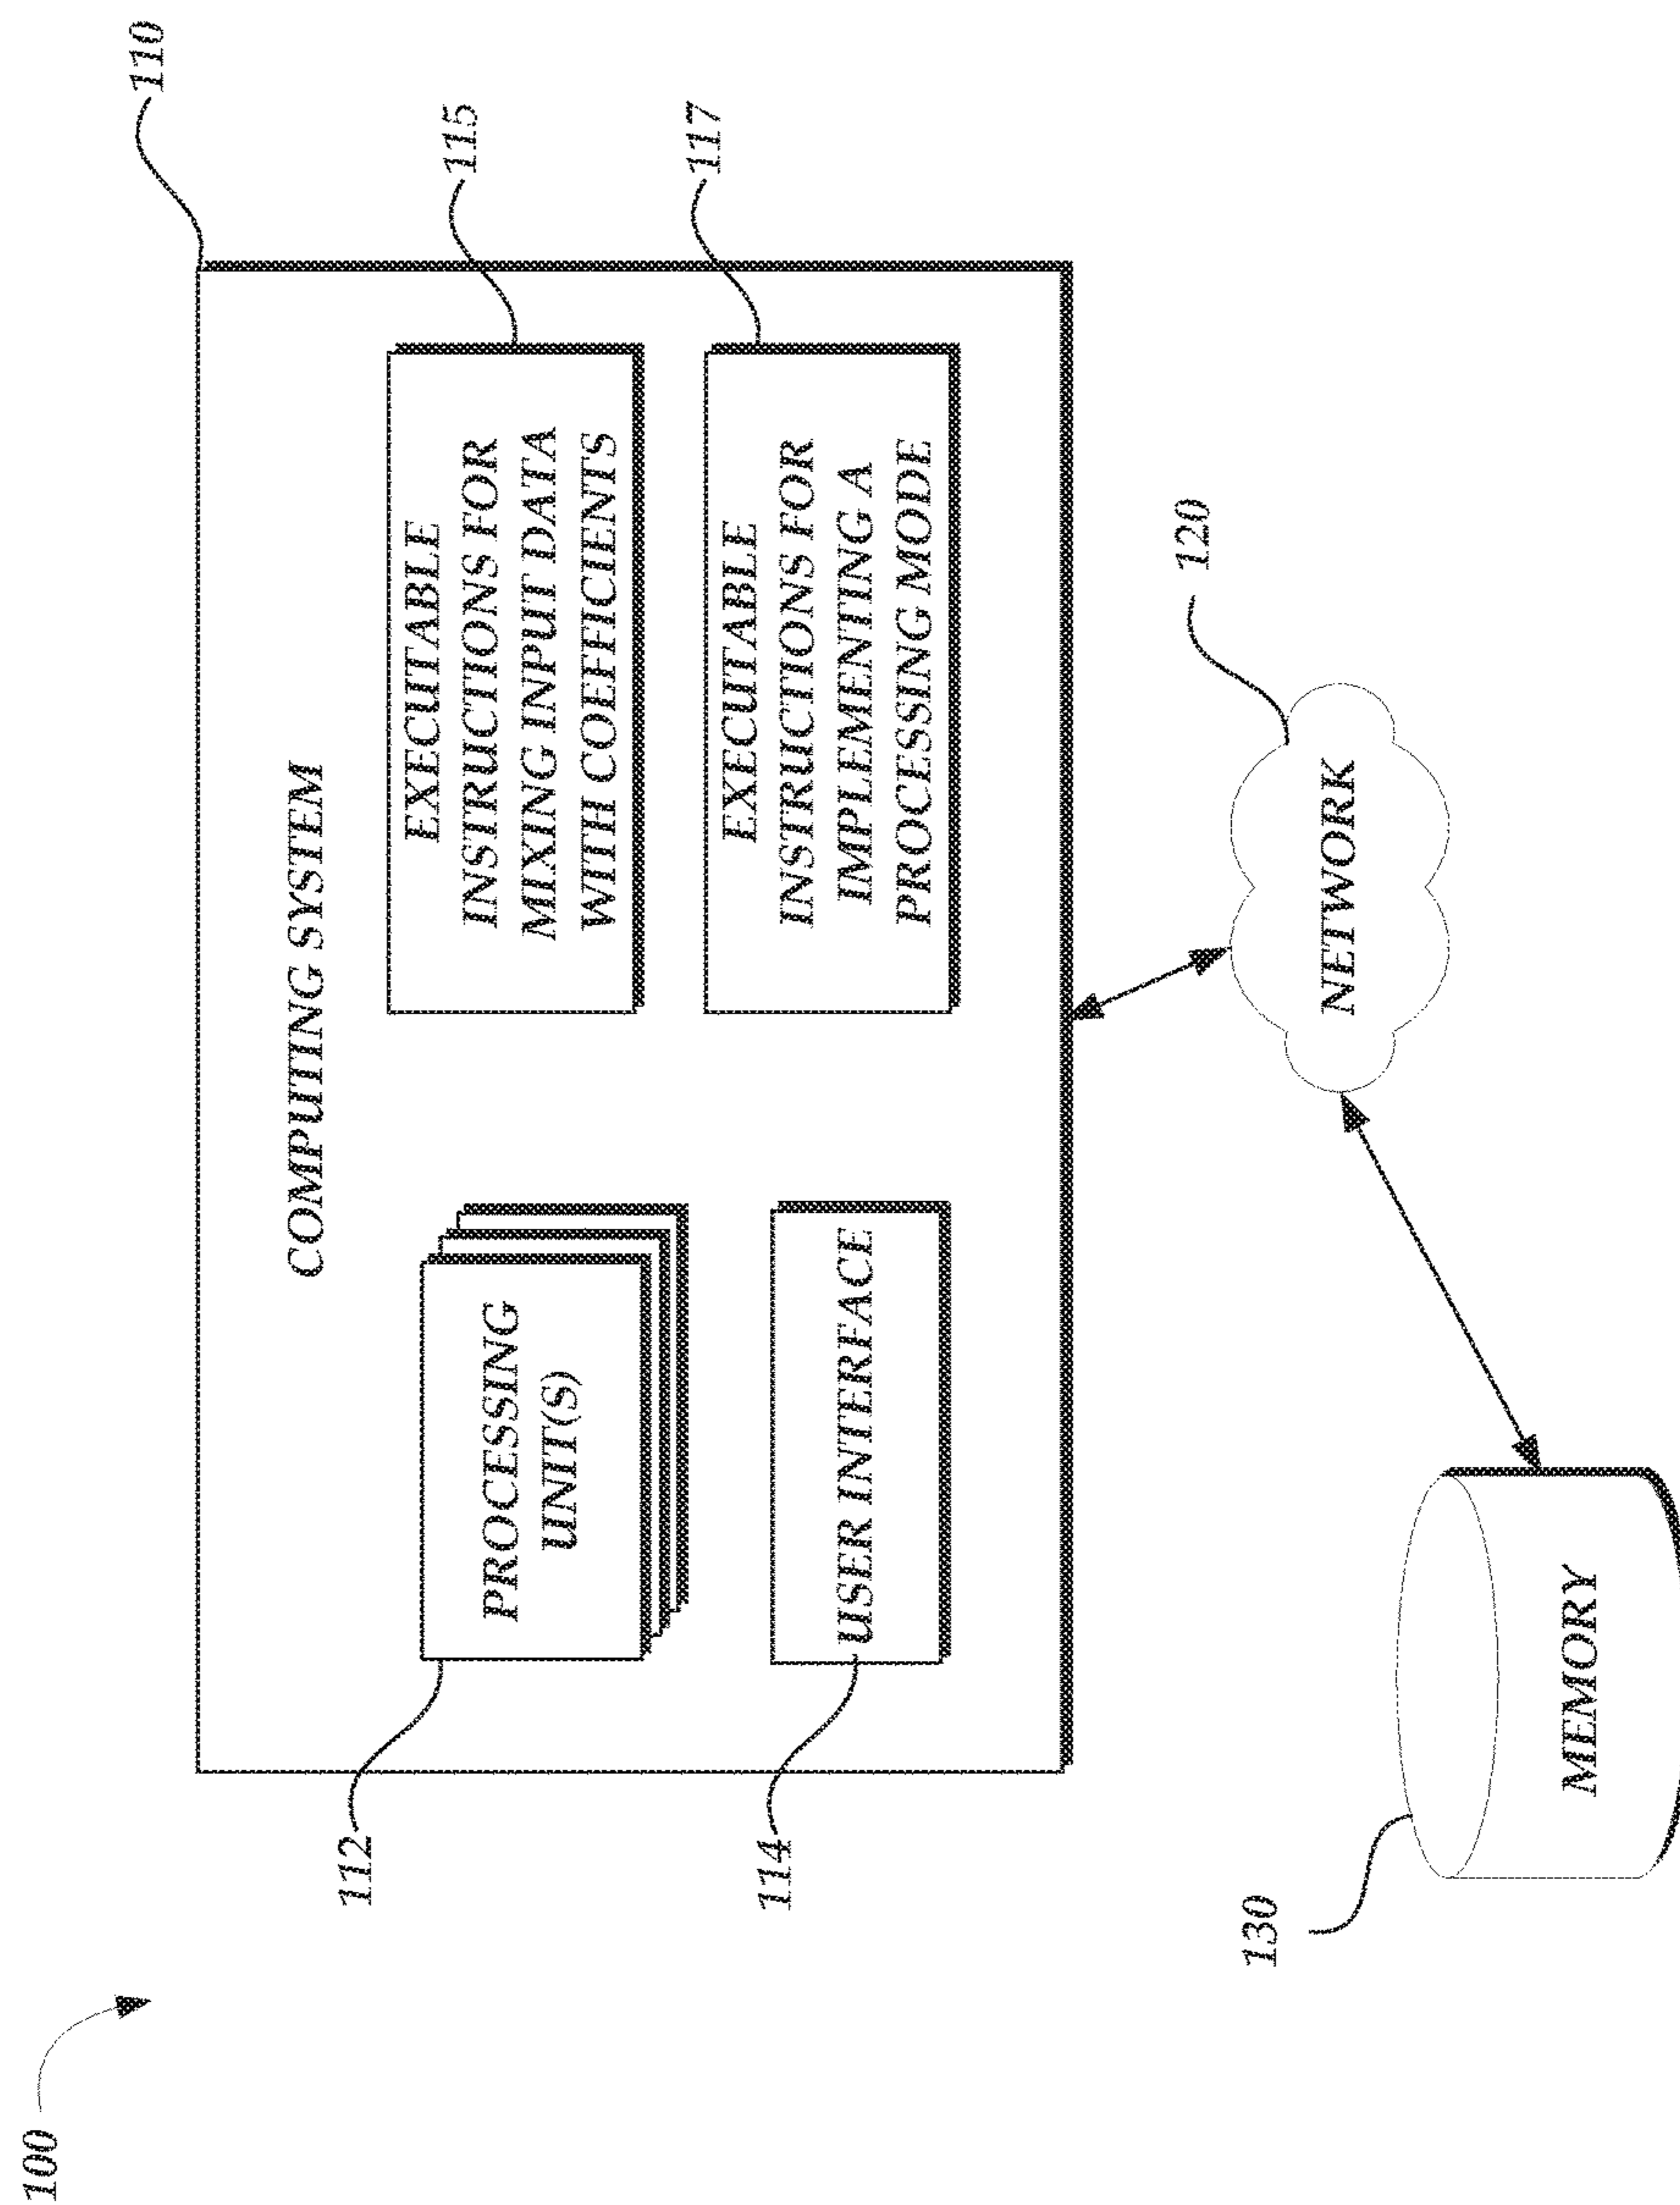 100
110
COMPUTING SYSTEM
112
PROCESSING
UNIT(S)
EXECUTABLE
INSTRUCTIONS FOR
MIXING INPUT DATA
WITH COEFFICIENTS
115
114
USER INTERFACE
EXECUTABLE
INSTRUCTIONS FOR
IMPLEMENTING A
PROCESSING MODE
117
120
NETWORK
130
MEMORY